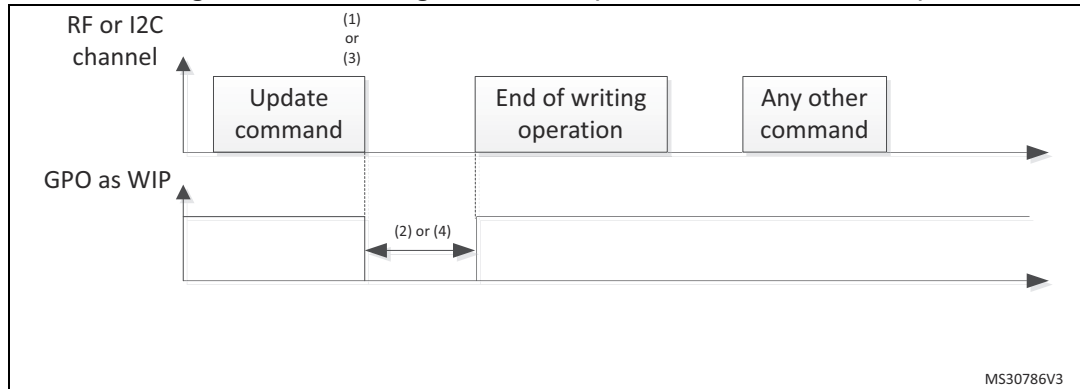 RF or I2C
channel
(1)
or
(3)
Update
command
End of writing
operation
Any other
command
GPO as WIP
(2) or (4)
MS30786V3